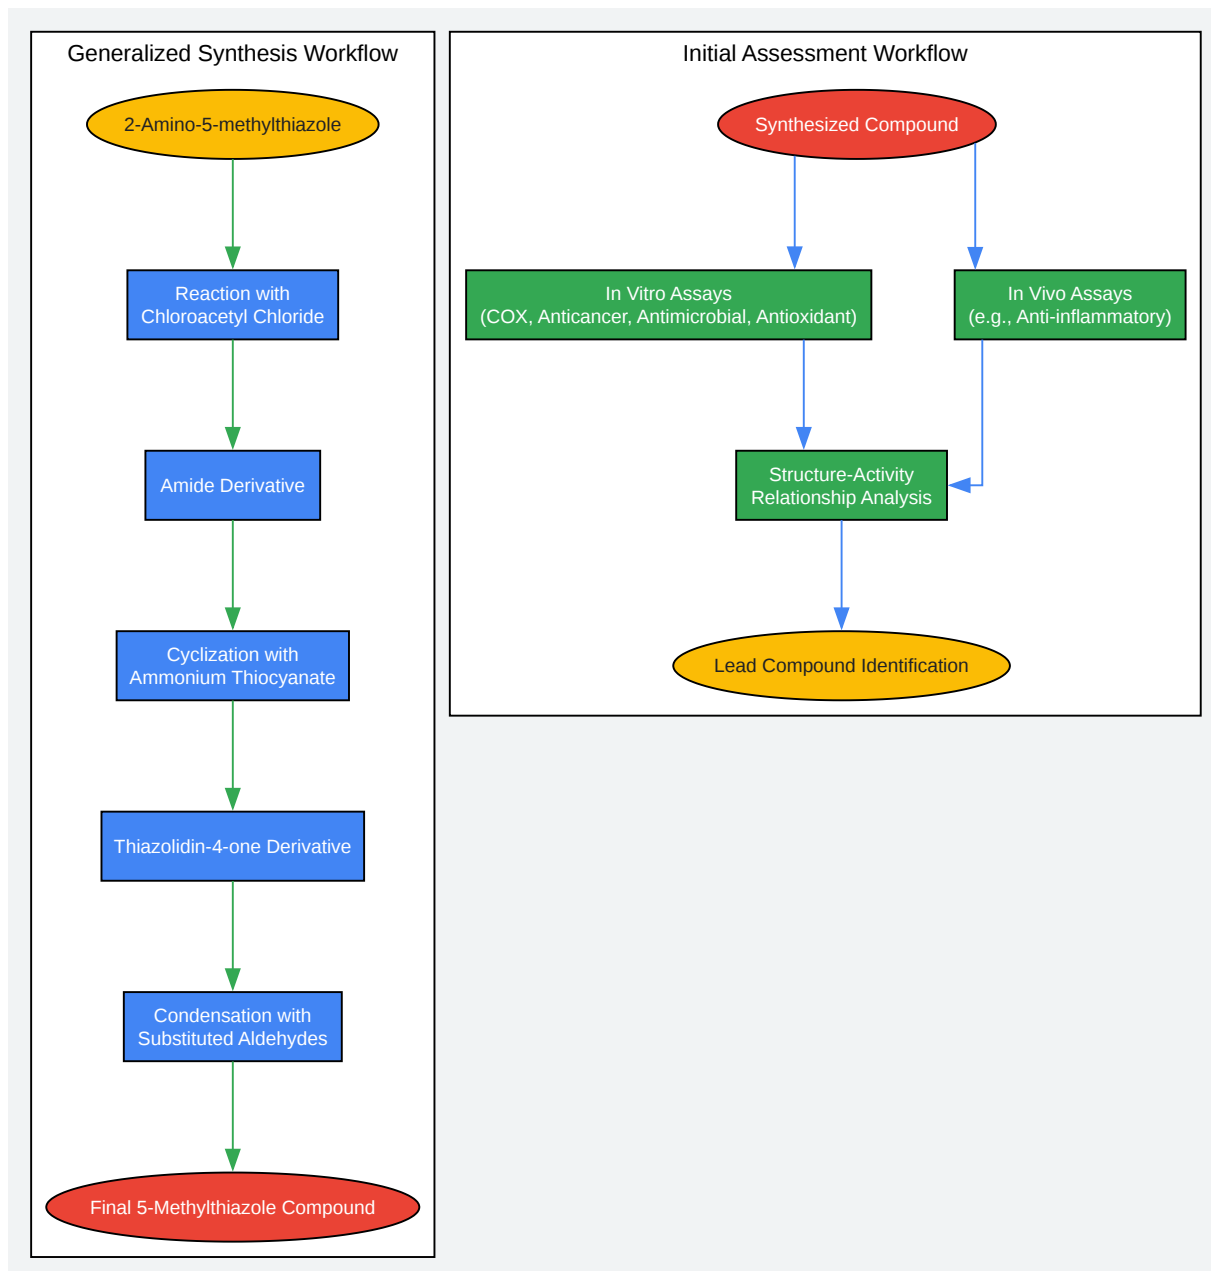 Generalized Synthesis Workflow
2-Amino-5-methylthiazole
Reaction with
Chloroacetyl Chloride
Amide Derivative
Cyclization with
Ammonium Thiocyanate
Thiazolidin-4-one Derivative
Condensation with
Substituted Aldehydes
Final 5-Methylthiazole Compound
Initial Assessment Workflow
Synthesized Compound
In Vitro Assays
(COX, Anticancer, Antimicrobial, Antioxidant)
In Vivo Assays
(e.g., Anti-inflammatory)
Structure-Activity
Relationship Analysis
Lead Compound Identification